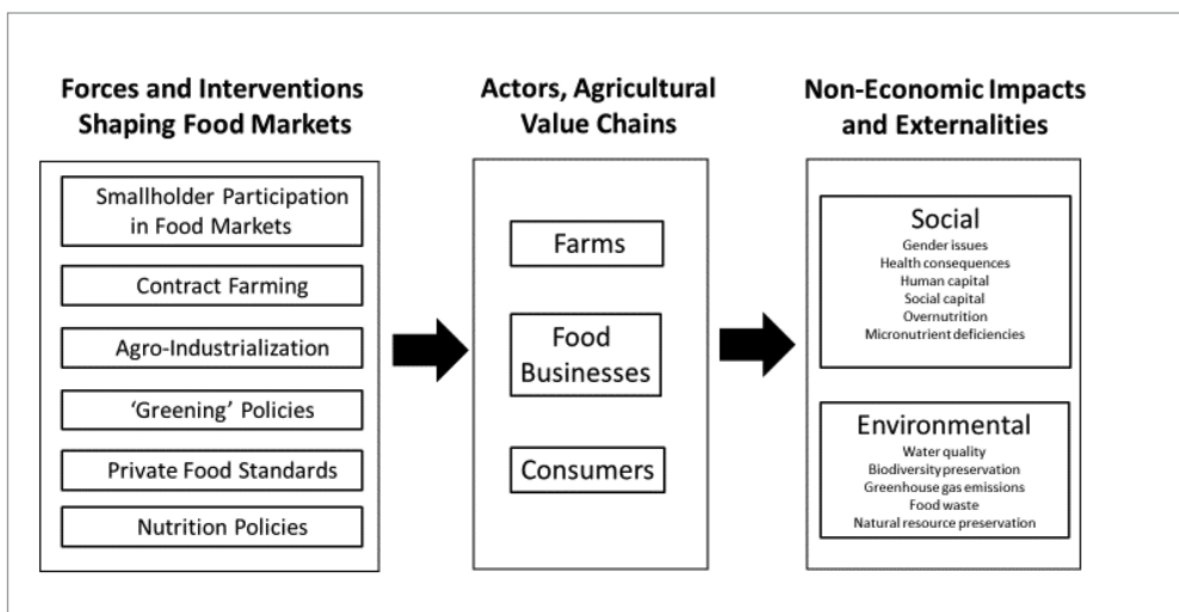 Forces and Interventions
Shaping Food Markets
Smallholder Participation
in Food Markets
Contract Farming
Agro-Industrialization
‘Greening’ Policies
Private Food Standards
Nutrition Policies
Actors, Agricultural
Value Chains
Farms
Food
Businesses
Consumers
Non-Economic Impacts
and Externalities
Social
Gender issues
Health consequences
Human capital
Social capital
Overnutrition
Micronutrient deficiencies
Environmental
Water quality
Biodiversity preservation
Greenhouse gas emissions
Food waste
Natural resource preservation